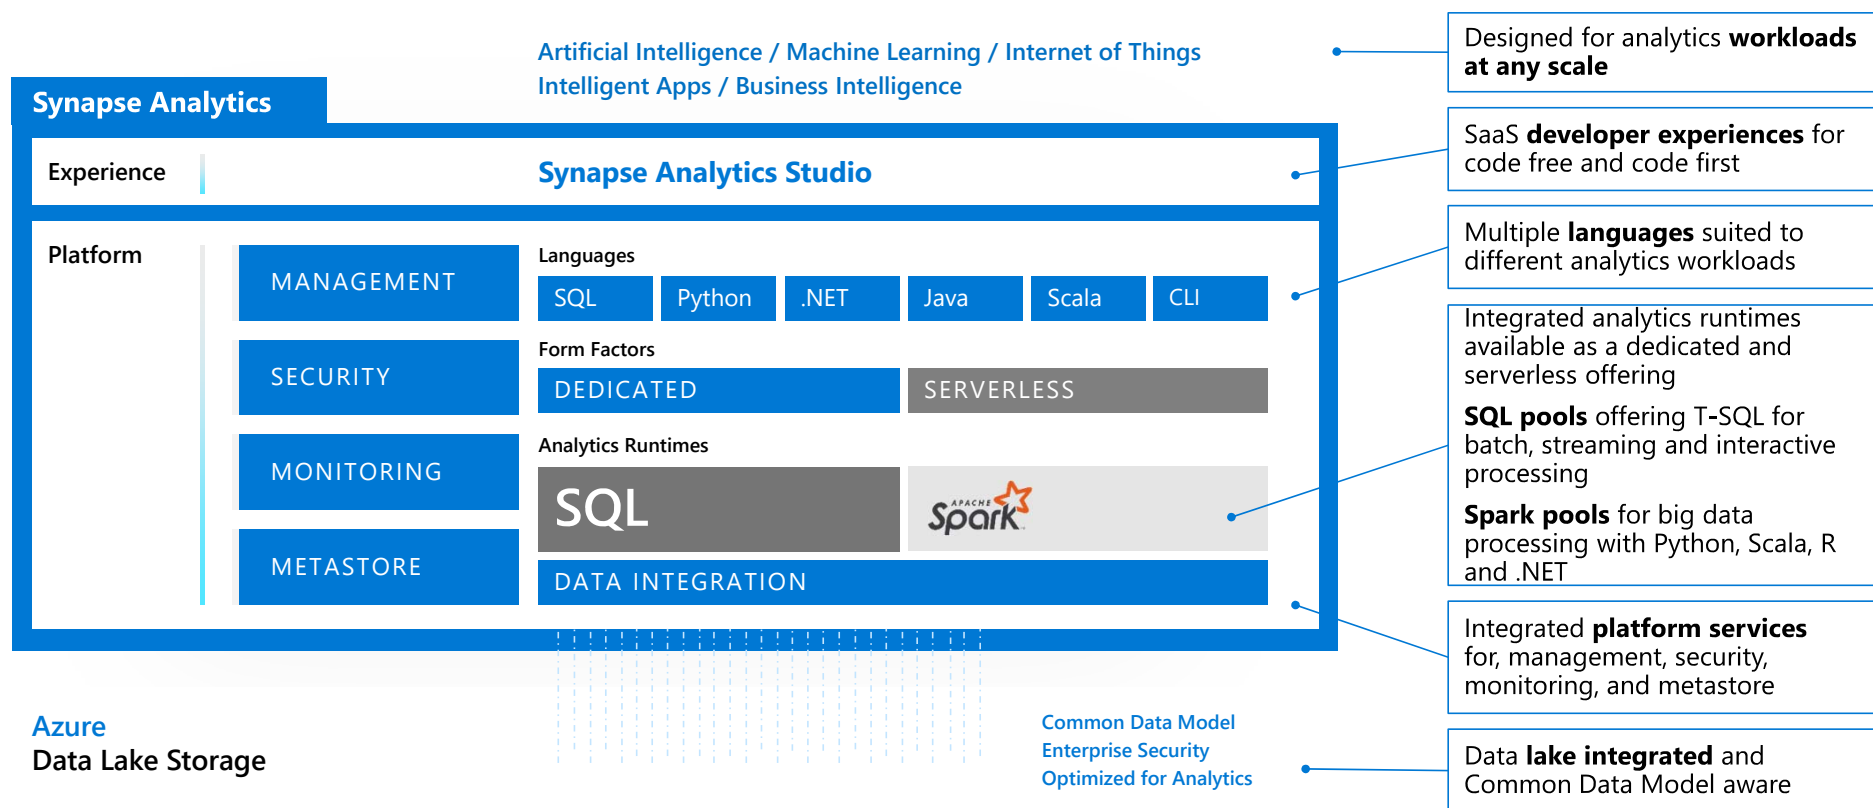 Artificial Intelligence / Machine Learning / Internet of Things
Intelligent Apps / Business Intelligence
Synapse Analytics
Experience
Synapse Analytics Studio
Platform
MANAGEMENT
SECURITY
MONITORING
METASTORE
Languages
SQL
Python
.NET
Java
Scala
CLI
Form Factors
DEDICATED
SERVERLESS
Analytics Runtimes
SQL
APACHE
Spark
DATA INTEGRATION
Azure
Data Lake Storage
Common Data Model
Enterprise Security
Optimized for Analytics
Designed for analytics workloads
at any scale
SaaS developer experiences for
code free and code first
Multiple languages suited to
different analytics workloads
Integrated analytics runtimes
available as a dedicated and
serverless offering
SQL pools offering T-SQL for
batch, streaming and interactive
processing
Spark pools for big data
processing with Python, Scala, R
and .NET
Integrated platform services
for, management, security,
monitoring, and metastore
Data lake integrated and
Common Data Model aware